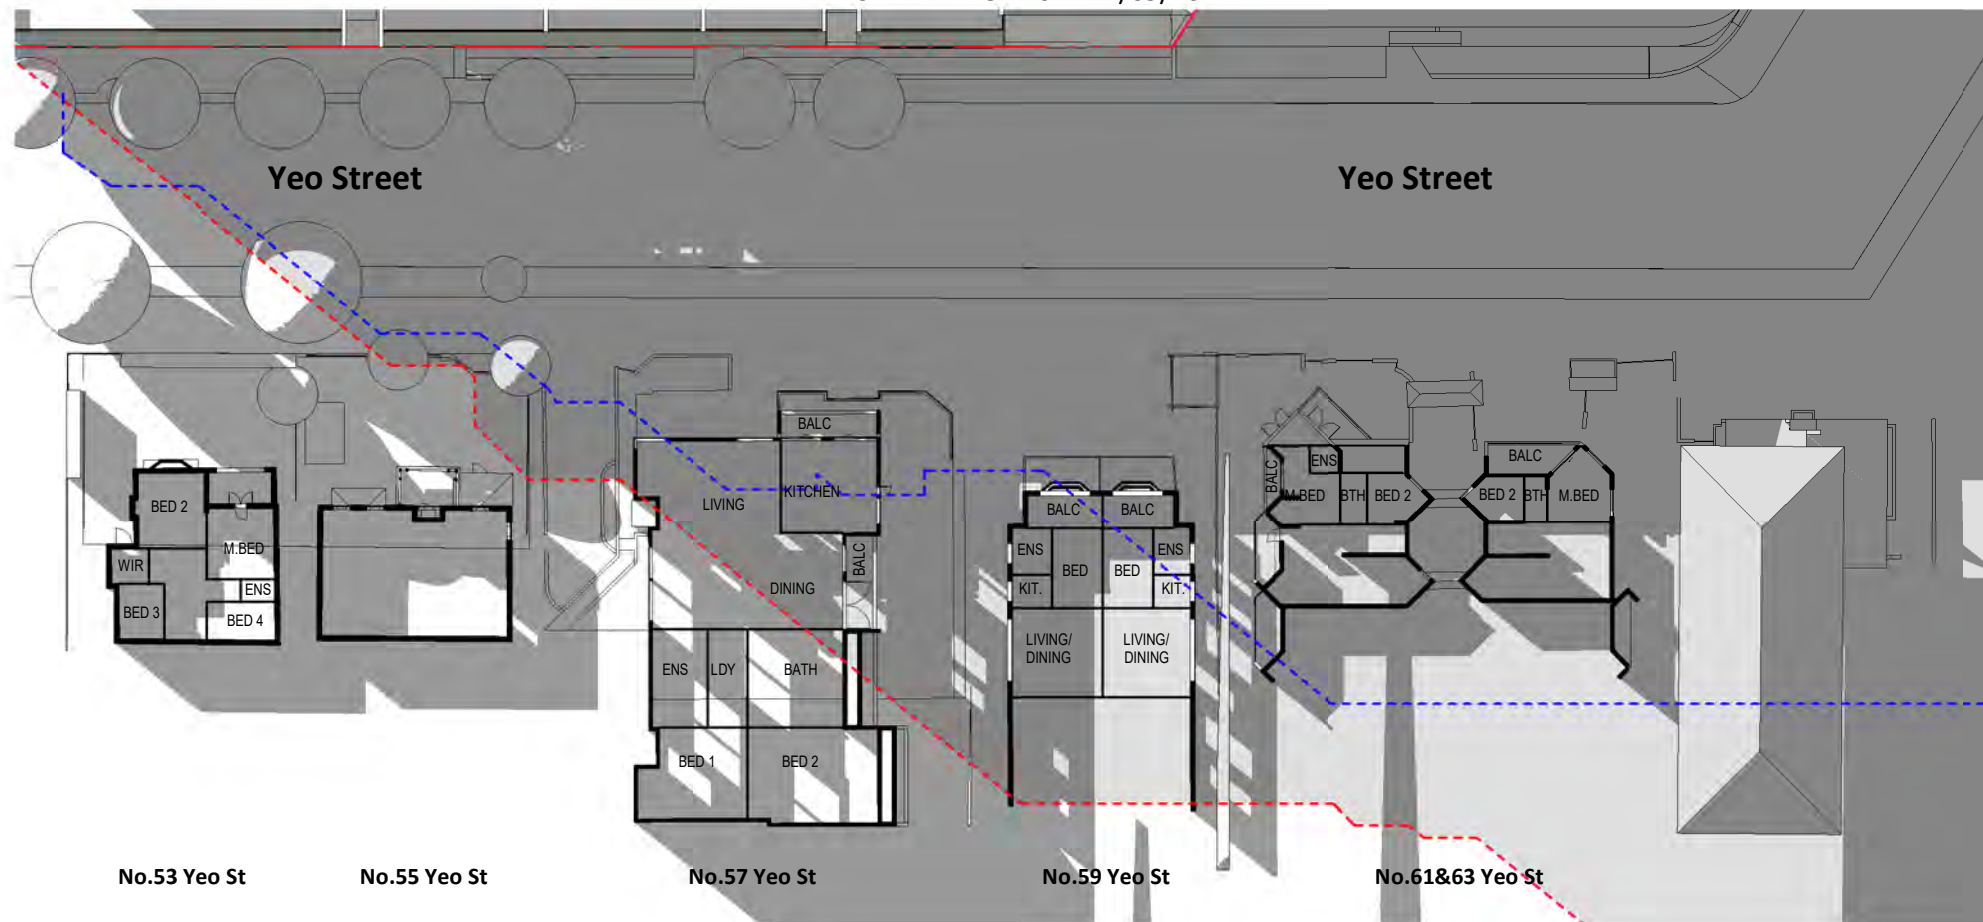 Yeo Street
Yeo Street
BALC
LIVING
KITCHEN
DINING
BALC
ENS
LDY
BATH
BED 1
BED 2
BED 2
M.BED
WIR
ENS
BED 3
BED 4
BALC
BALC
ENS
BED
BED
ENS
KIT.
KIT.
LIVING/
DINING
LIVING/
DINING
BALC
ENS
M.BED
BTH
BED 2
BALC
BED 2
BTH
M.BED
No.53 Yeo St
No.55 Yeo St
No.57 Yeo St
No.59 Yeo St
No.61&63 Yeo St